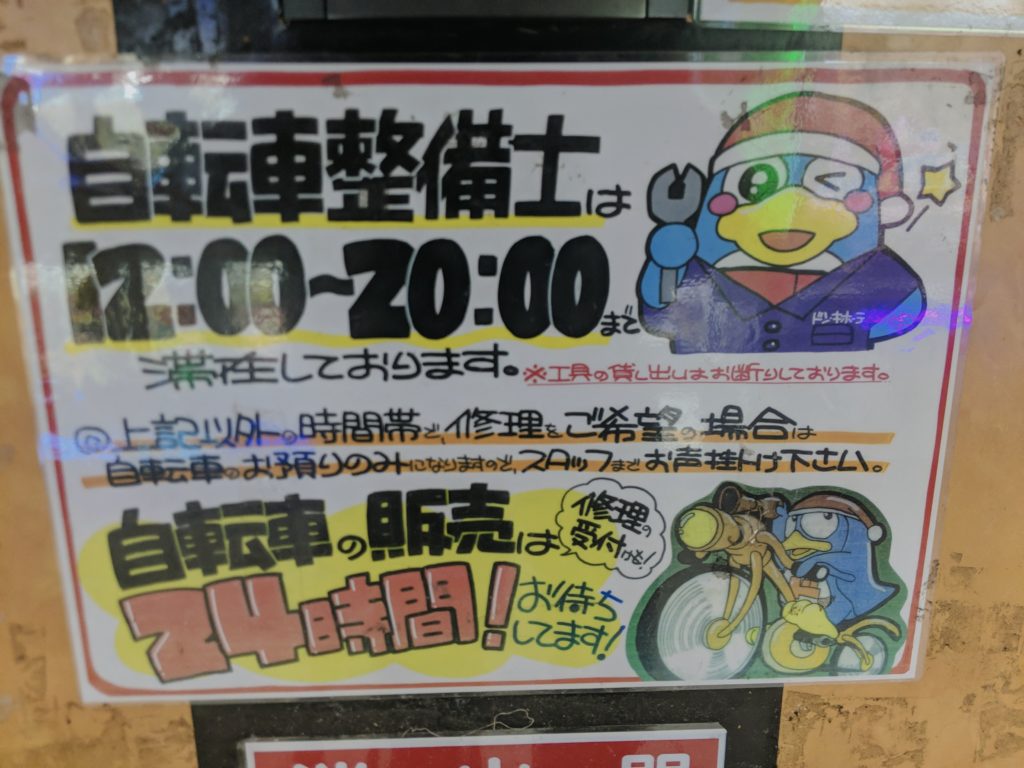 自転車整備士は
12:00~20:00まで
滞在しております。
※工具の貸し出しはお断りしております。
@上記以外の時間帯で、修理をご希望の場合は
自転車のお預りのみになりますので、スタッフまでお声掛け下さい。
自転車の販売は
修理の
受付も!
24時間!
お待ち
してます!